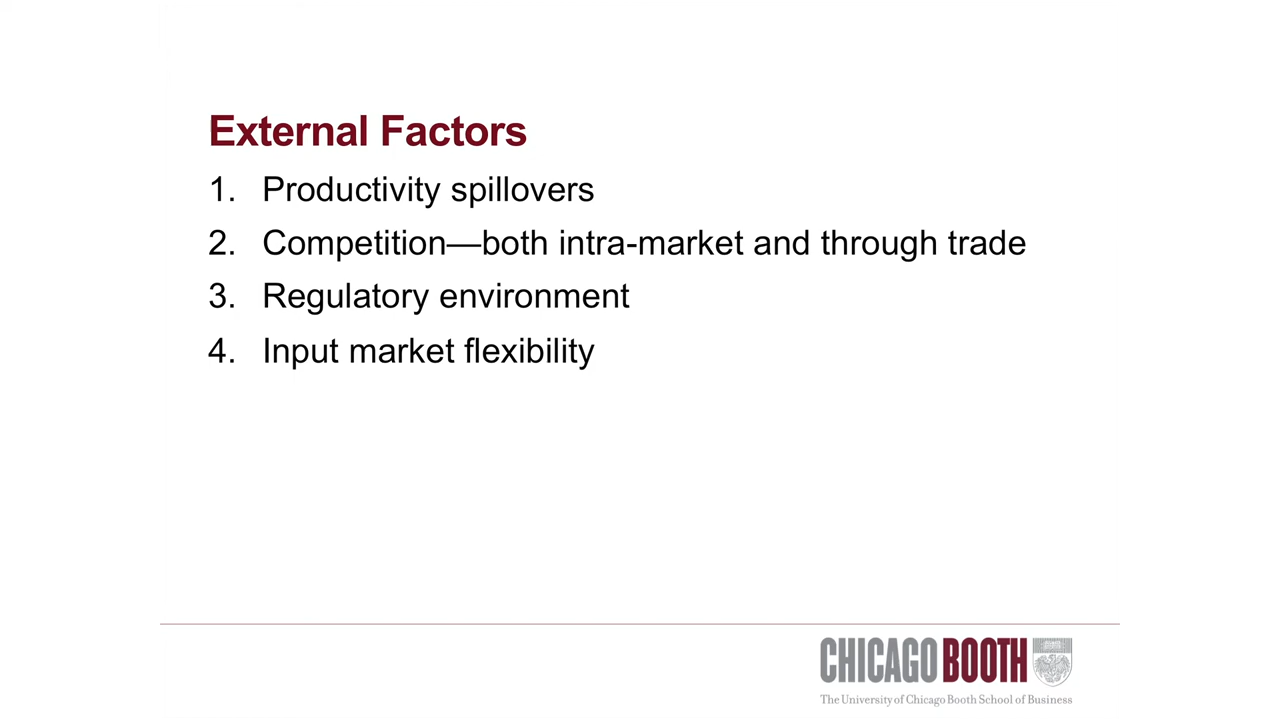 External Factors
1. Productivity spillovers
2. Competition—both intra-market and through trade
3. Regulatory environment
4. Input market flexibility
CHICAGO BOOTH
The University of Chicago Booth School of Business